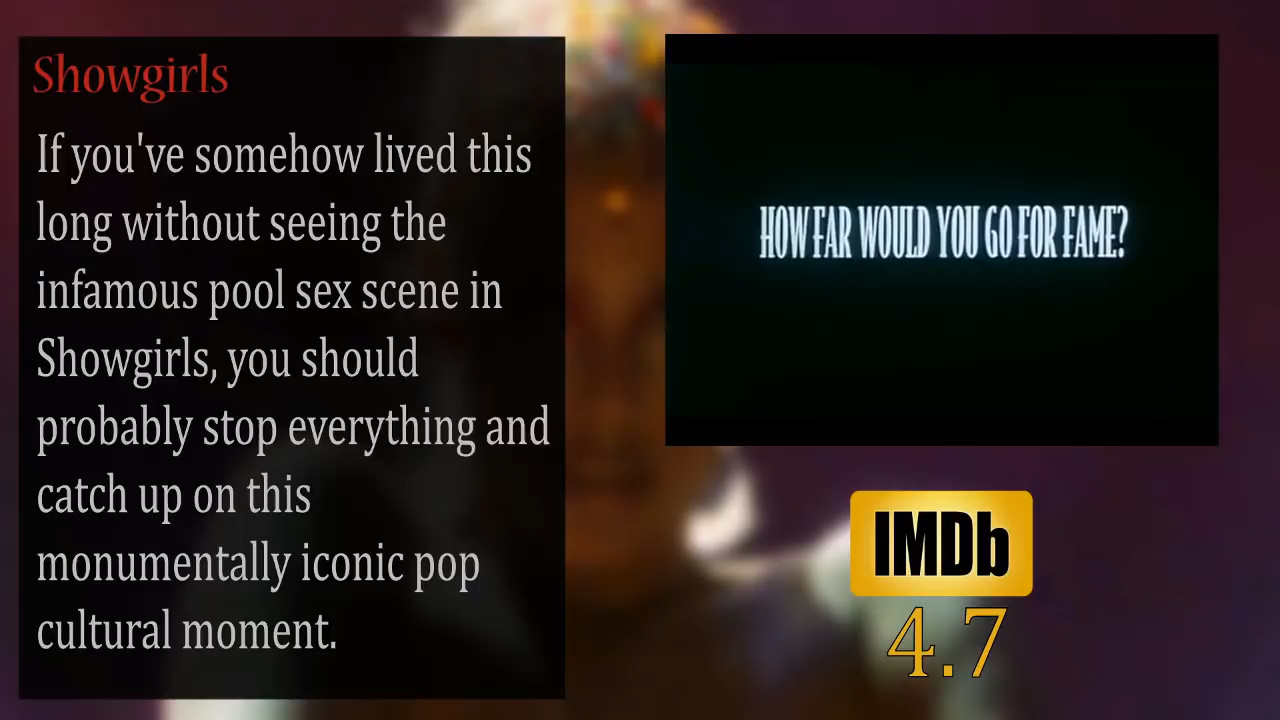 Showgirls
If you've somehow lived this
long without seeing the
infamous pool sex scene in
Showgirls, you should
probably stop everything and
catch up on this
monumentally iconic pop
cultural moment.
HOW FAR WOULD YOU GO FOR FAME?
IMDb
4.7